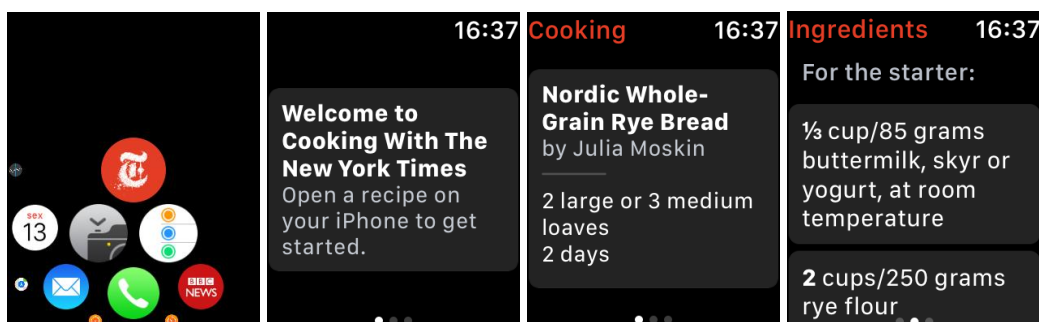 sex
13
BBC
NEWS
16:37
Welcome to
Cooking With The
New York Times
Open a recipe on
your iPhone to get
started.
Cooking 16:37
Nordic Whole-
Grain Rye Bread
by Julia Moskin
2 large or 3 medium
loaves
2 days
Ingredients 16:37
For the starter:
⅓ cup/85 grams
buttermilk, skyr or
yogurt, at room
temperature
2 cups/250 grams
rye flour